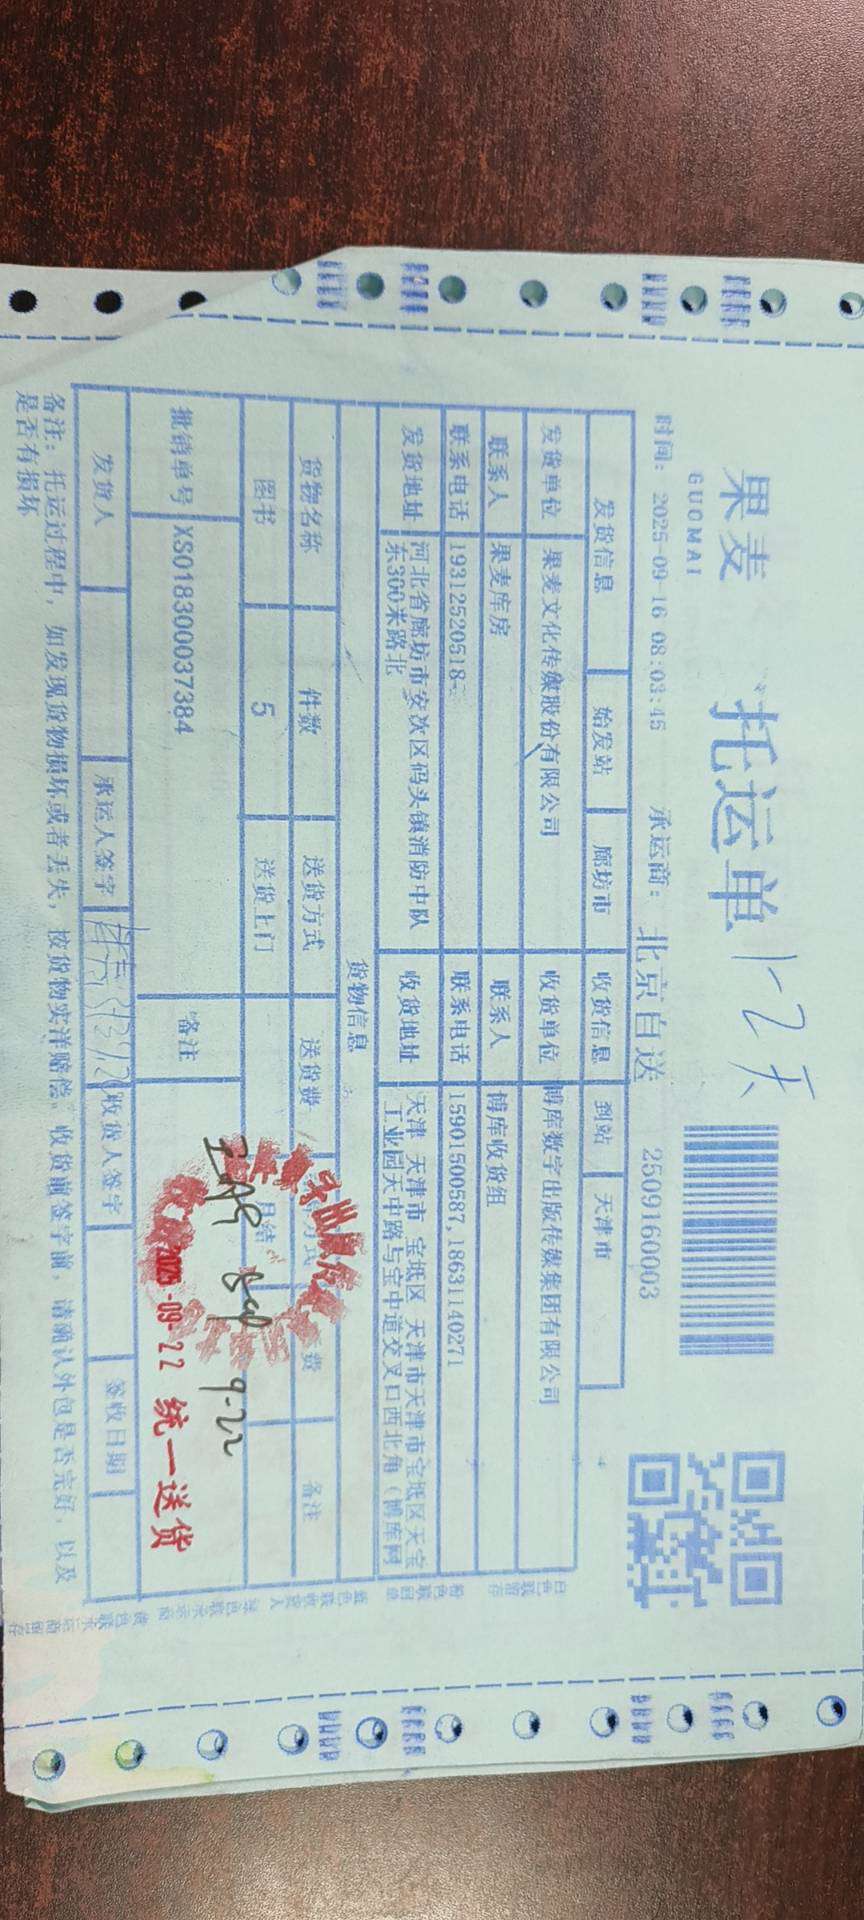 果麦
GUOMAI
托运单
时间: 2025-09-16 08:03:45 承运商: 北京自送 2509160003
发货信息 始发站 廊坊市 收货信息 到站 天津市
发货单位 果麦文化传媒股份有限公司 收货单位 博库数字出版传媒集团有限公司
联系人 果麦库房 联系人 博库收货组
联系电话 19312520518- 联系电话 15901500587,18631140271
发货地址 河北省廊坊市安次区码头镇消防中队东300米路北 收货地址 天津 天津市 宝坻区 天津市天津市宝坻区天宝工业园天中路与宝中道交叉口西北角(博库网
货物信息
货物名称 件数 送货方式 送货费 方式 费 备注
图书 5 送货上门 月结
批销单号 XS018300037384 备注
2025-09-22 统一送货
9-22
发货人 承运人签字 收货人签字 签收日期
备注: 托运过程中, 如发现货物损坏或者丢失, 按货物实洋赔偿。收货前签字前, 请确认外包是否完好, 以及
是否有损坏